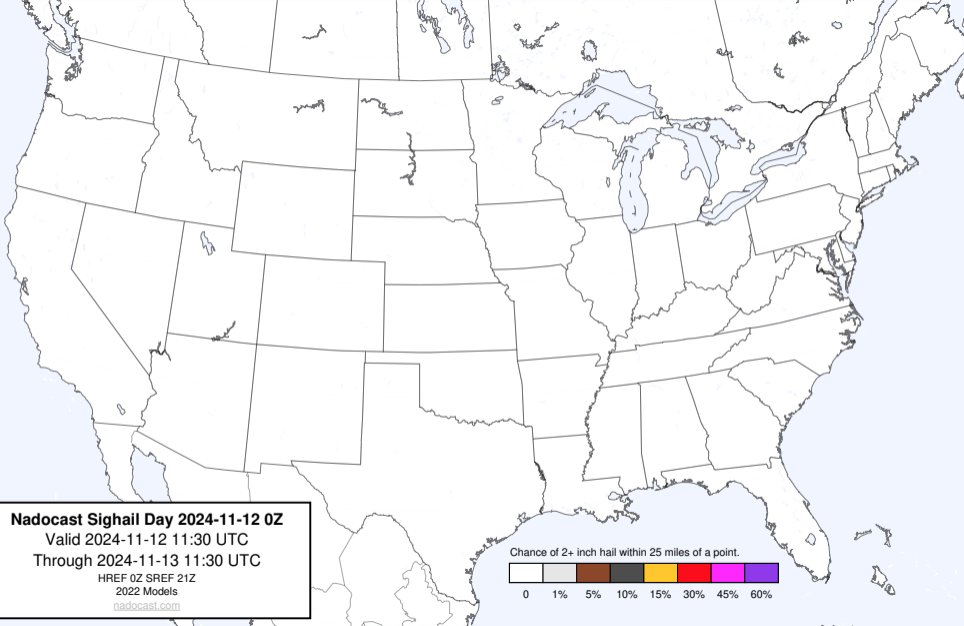 Nadocast Sighail Day 2024-11-12 0Z
Valid 2024-11-12 11:30 UTC
Through 2024-11-13 11:30 UTC
HREF 0Z SREF 21Z
2022 Models
nadocast.com
Chance of 2+ inch hail within 25 miles of a point.
0 1% 5% 10% 15% 30% 45% 60%